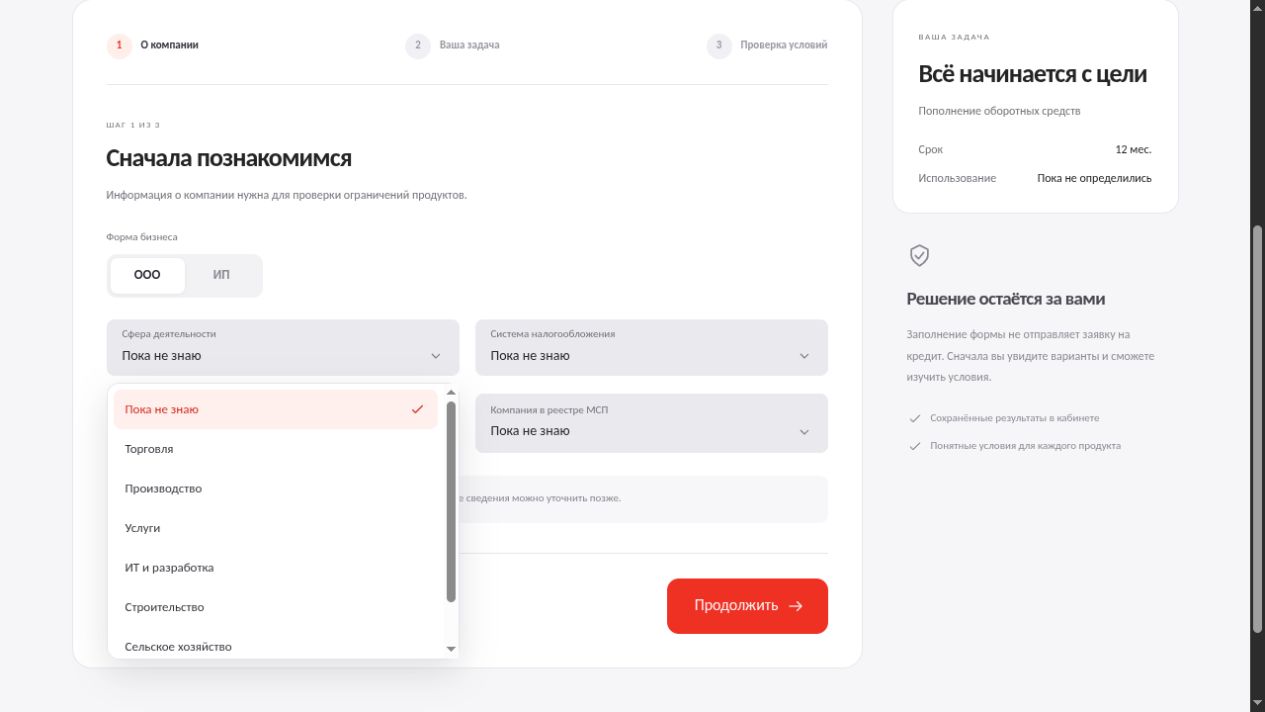 1 О компании
2 Ваша задача
3 Проверка условий
ШАГ 1 ИЗ 3
Сначала познакомимся
Информация о компании нужна для проверки ограничений продуктов.
Форма бизнеса
ООО
ИП
Сфера деятельности
Пока не знаю
Система налогообложения
Пока не знаю
Пока не знаю
Торговля
Производство
Услуги
ИТ и разработка
Строительство
Сельское хозяйство
Компания в реестре МСП
Пока не знаю
сведения можно уточнить позже.
Продолжить
ВАША ЗАДАЧА
Всё начинается с цели
Пополнение оборотных средств
Срок 12 мес.
Использование Пока не определились
Решение остаётся за вами
Заполнение формы не отправляет заявку на
кредит. Сначала вы увидите варианты и сможете
изучить условия.
Сохранённые результаты в кабинете
Понятные условия для каждого продукта